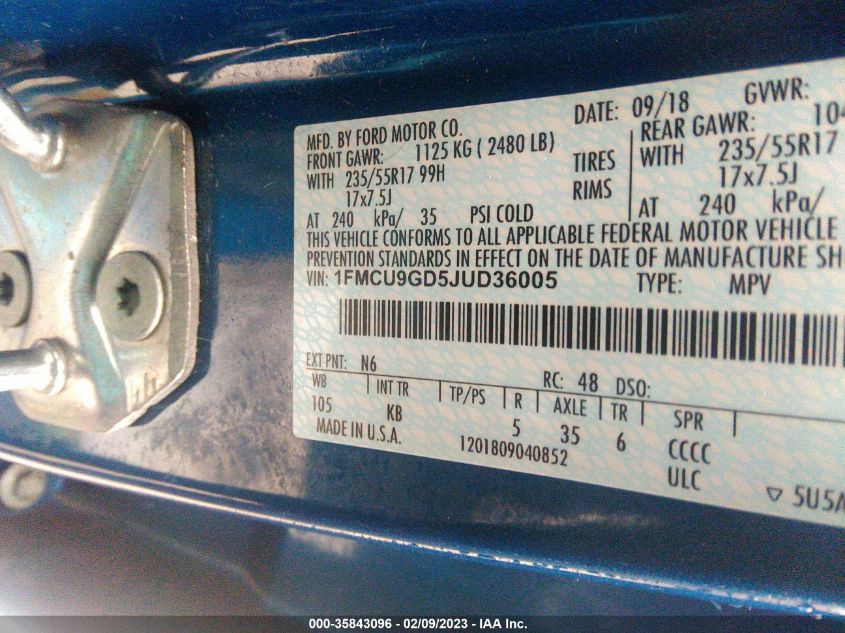 MFD. BY FORD MOTOR CO. DATE: 09/18 GVWR:
FRONT GAWR: 1125 KG ( 2480 LB) REAR GAWR: 104
WITH 235/55R17 99H TIRES WITH 235/55R17
17x7.5J RIMS 17x7.5J
AT 240 kPa/ 35 PSI COLD AT 240 kPa/
THIS VEHICLE CONFORMS TO ALL APPLICABLE FEDERAL MOTOR VEHICLE
PREVENTION STANDARDS IN EFFECT ON THE DATE OF MANUFACTURE SH
VIN: 1FMCU9GD5JUD36005 TYPE: MPV
EXT PNT: N6 RC: 48 DSO:
WB INT TR TP/PS R AXLE TR SPR
105 KB 5 35 6 CCCC
MADE IN U.S.A. 1201809040852 ULC
5U5A
000-35843096 — 02/09/2023 — IAA Inc.